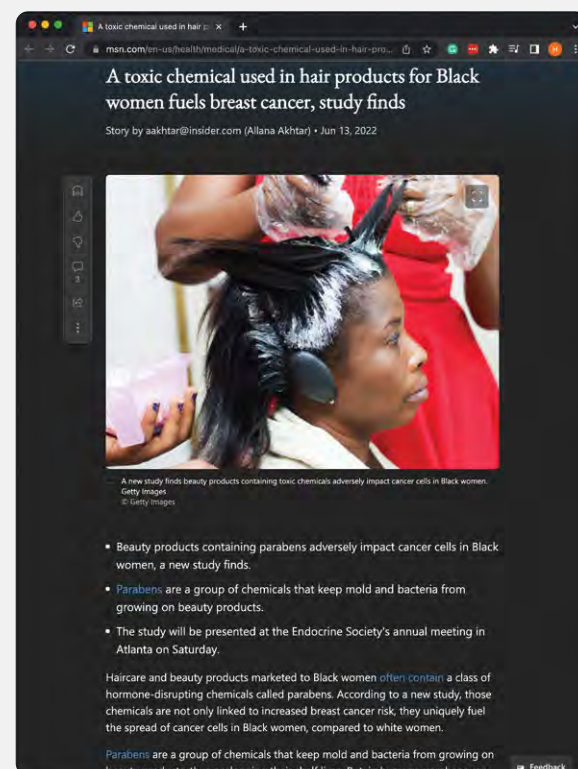 A toxic chemical used in hair p
msn.com/en-us/health/medical/a-toxic-chemical-used-in-hair-pro...
A toxic chemical used in hair products for Black
women fuels breast cancer, study finds
Story by aakhtar@insider.com (Allana Akhtar) • Jun 13, 2022
3
A new study finds beauty products containing toxic chemicals adversely impact cancer cells in Black women.
Getty Images
© Getty Images
• Beauty products containing parabens adversely impact cancer cells in Black
women, a new study finds.
• Parabens are a group of chemicals that keep mold and bacteria from
growing on beauty products.
• The study will be presented at the Endocrine Society's annual meeting in
Atlanta on Saturday.
Haircare and beauty products marketed to Black women often contain a class of
hormone-disrupting chemicals called parabens. According to a new study, those
chemicals are not only linked to increased breast cancer risk, they uniquely fuel
the spread of cancer cells in Black women, compared to white women.
Parabens are a group of chemicals that keep mold and bacteria from growing on
Feedback